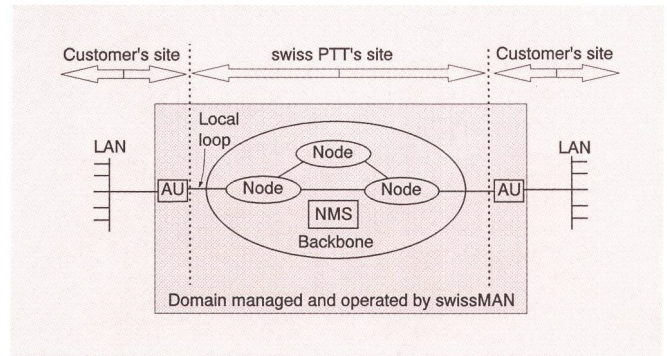 Customer's site
swiss PTT's site
Customer's site
Local
loop
LAN
LAN
Node
AU
Node
Node
AU
NMS
Backbone
Domain managed and operated by swissMAN